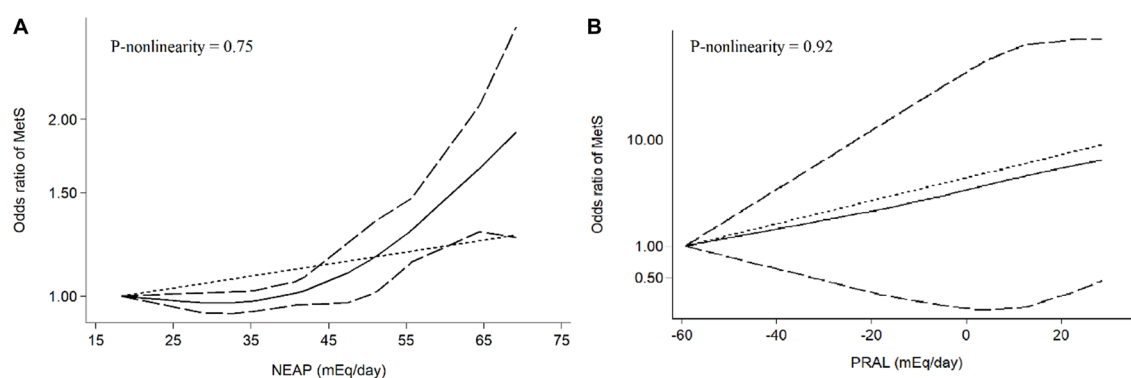 A
P-nonlinearity = 0.75
Odds ratio of MetS
2.00
1.50
1.00
15 25 35 45 55 65 75
NEAP (mEq/day)
B
P-nonlinearity = 0.92
Odds ratio of MetS
10.00
1.00
0.50
-60 -40 -20 0 20
PRAL (mEq/day)